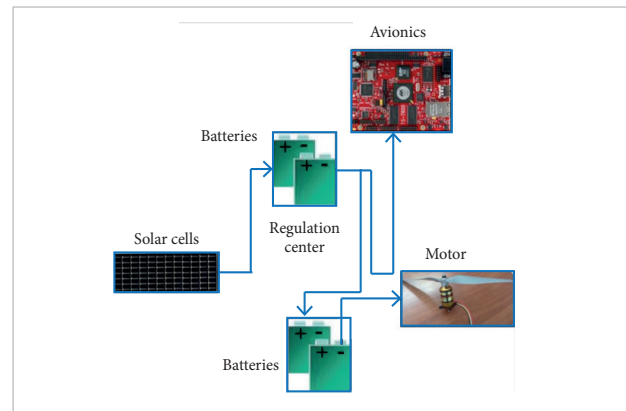 Avionics
Batteries
+ -
+ -
Regulation
center
Solar cells
Motor
+ -
+ -
Batteries